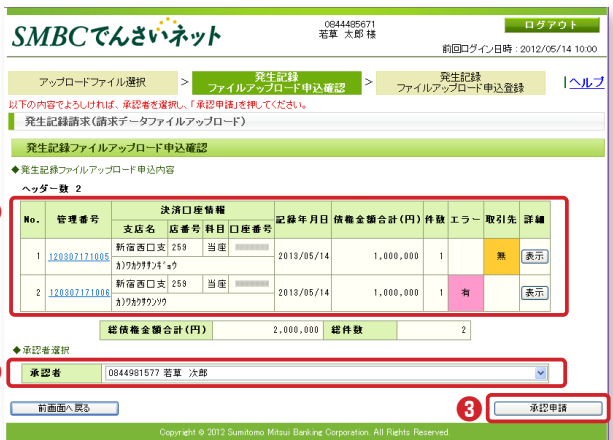 SMBCでんさいネット
0844485671
若草 太郎 様
ログアウト
前回ログイン日時：2012/05/14 10:00
アップロードファイル選択 > 発生記録 ファイルアップロード申込確認 > 発生記録 ファイルアップロード申込登録
|ヘルプ
以下の内容でよろしければ、承認者を選択し、「承認申請」を押してください。
発生記録請求(請求データファイルアップロード)
発生記録ファイルアップロード申込確認
◆発生記録ファイルアップロード申込内容
ヘッダー数 2
No. 管理番号 決済口座情報 記録年月日 債権金額合計(円) 件数 エラー 取引先 詳細
支店名 店番号 科目 口座番号
1 120307171005 新宿西口支 259 当座 2013/05/14 1,000,000 1 無 表示
カ)ワカクサザンギョウ
2 120307171006 新宿西口支 259 当座 2013/05/14 1,000,000 1 有 表示
カ)ワカクサウンソウ
総債権金額合計(円) 2,000,000 総件数 2
◆承認者選択
承認者 0844981577 若草 次郎
前画面へ戻る
3 承認申請
Copyright © 2012 Sumitomo Mitsui Banking Corporation. All Rights Reserved.